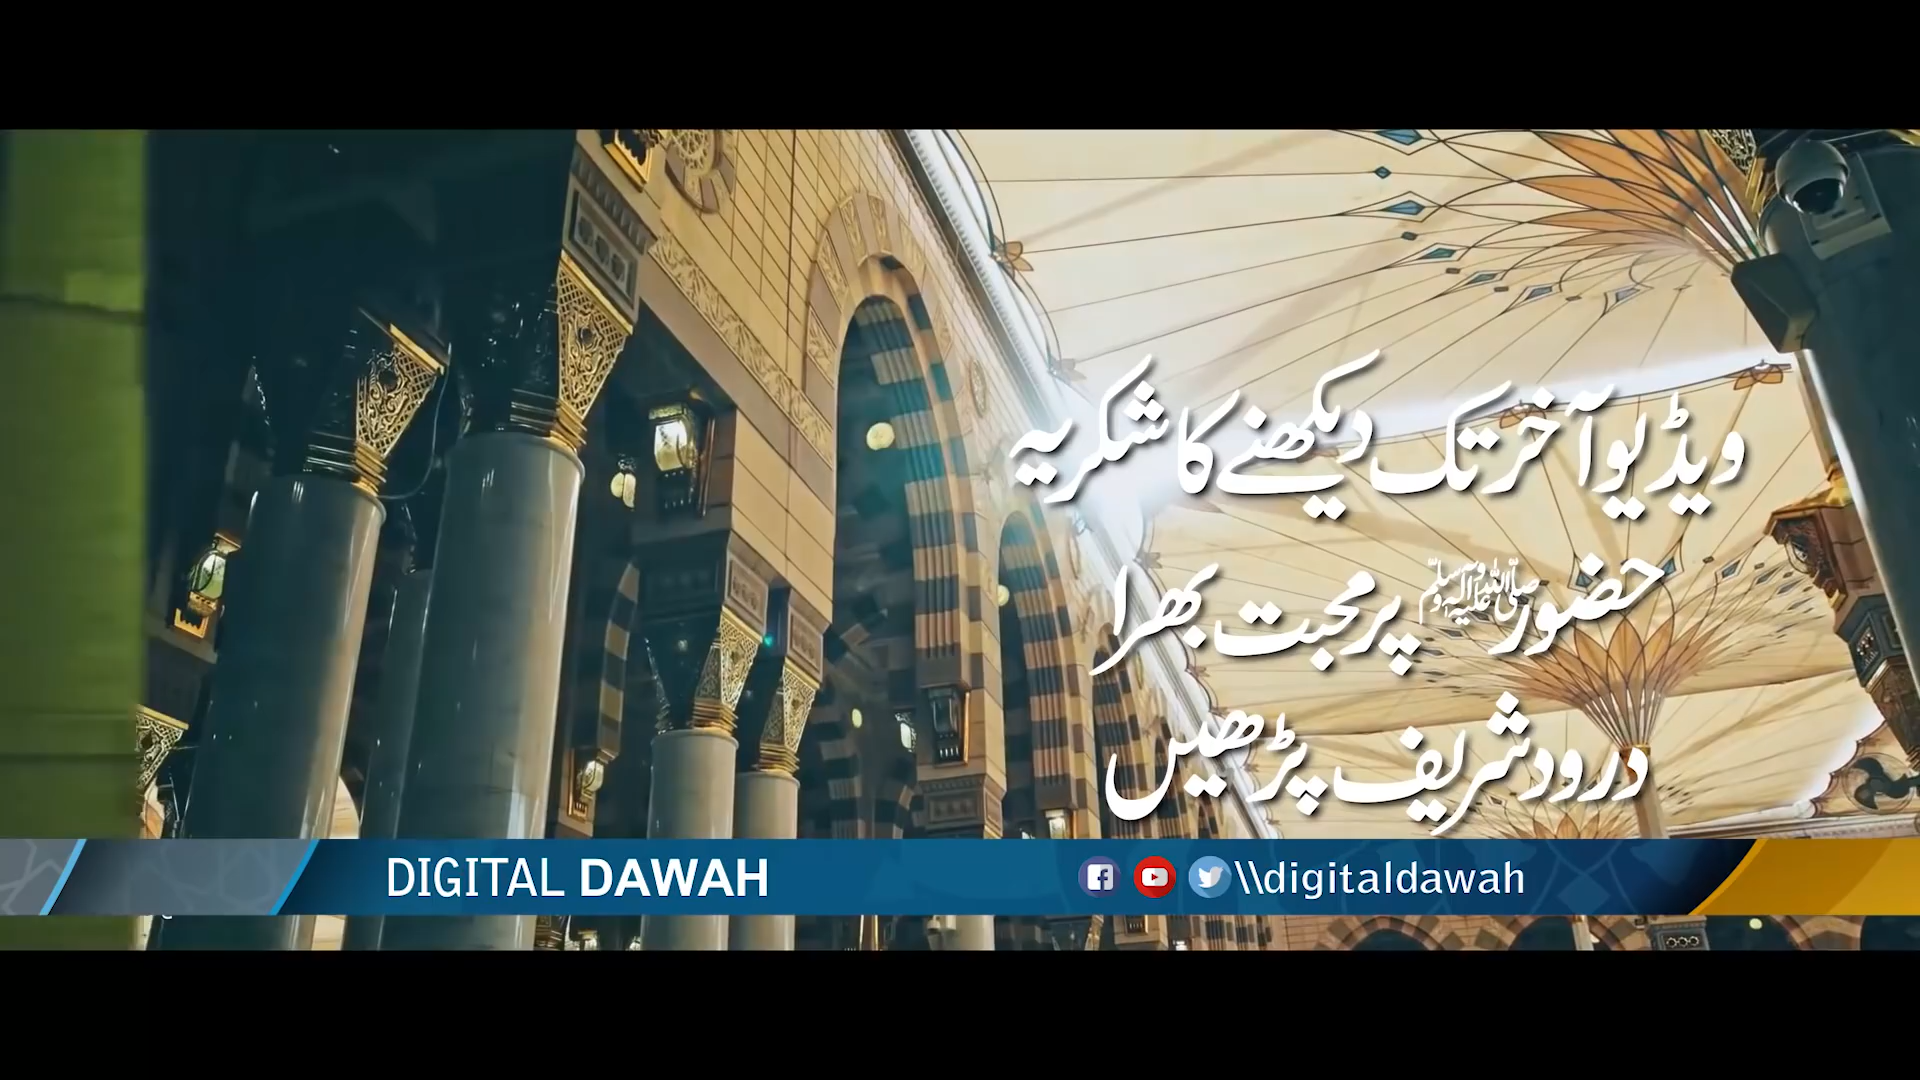 ویڈیو آخر تک دیکھنے کا شکریہ
حضور ﷺ پر محبت بھرا
درود شریف پڑھیں
DIGITAL DAWAH
\\digitaldawah